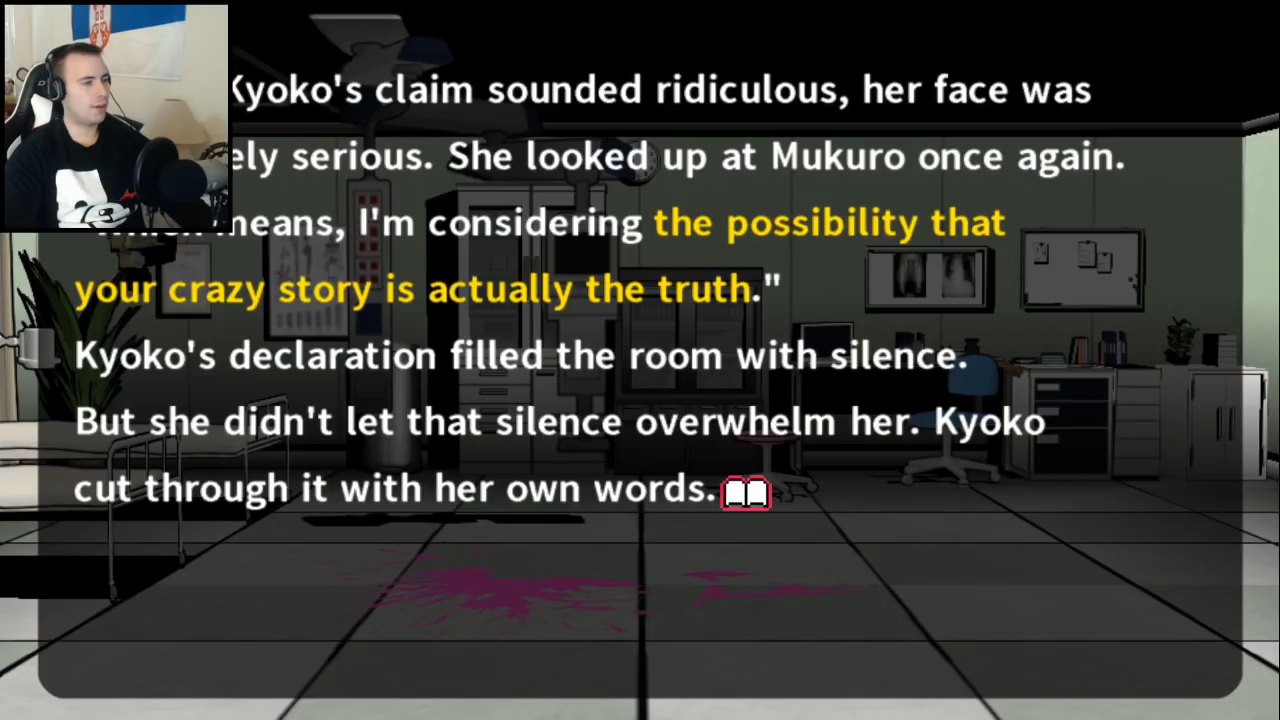 Kyoko's claim sounded ridiculous, her face was
serious. She looked up at Mukuro once again.
means, I'm considering the possibility that
your crazy story is actually the truth."
Kyoko's declaration filled the room with silence.
But she didn't let that silence overwhelm her. Kyoko
cut through it with her own words.